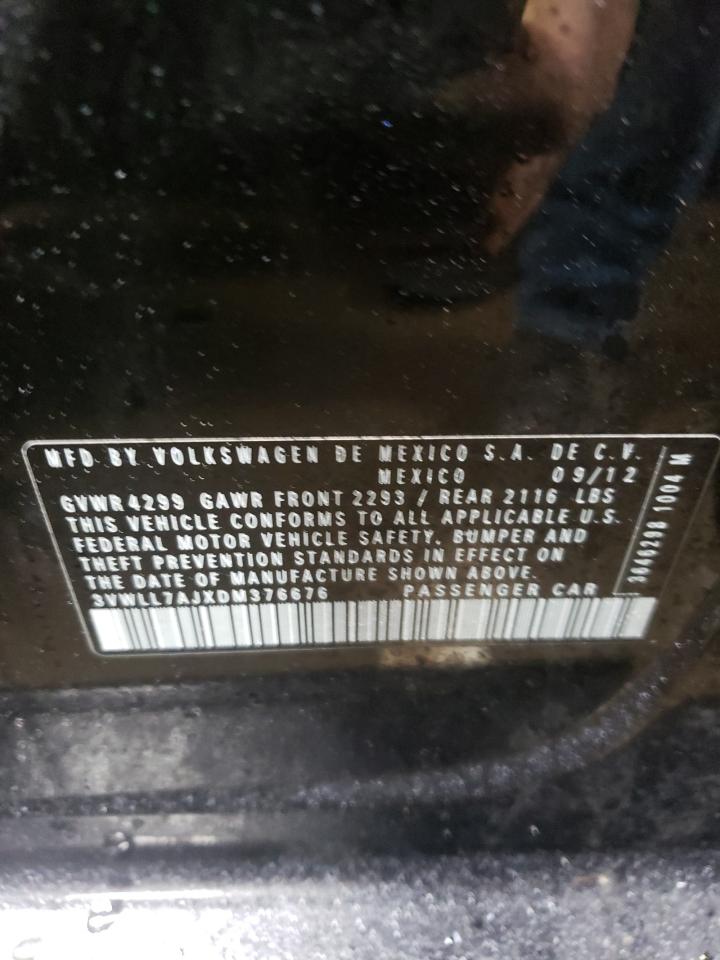 MFD BY VOLKSWAGEN DE MEXICO S.A. DE C.V.
MEXICO 09/12
GVWR4299 GAWR FRONT 2293 / REAR 2116 LBS
THIS VEHICLE CONFORMS TO ALL APPLICABLE U.S.
FEDERAL MOTOR VEHICLE SAFETY, BUMPER AND
THEFT PREVENTION STANDARDS IN EFFECT ON
THE DATE OF MANUFACTURE SHOWN ABOVE.
3VWLL7AJXDM376676 PASSENGER CAR
1004 M